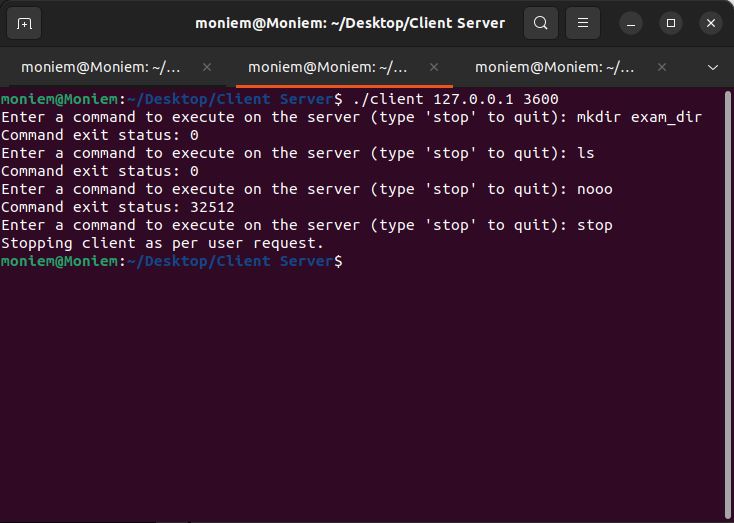 moniem@Moniem: ~/Desktop/Client Server
moniem@Moniem: ~/... moniem@Moniem: ~/... moniem@Moniem: ~/...
moniem@Moniem:~/Desktop/Client Server$ ./client 127.0.0.1 3600
Enter a command to execute on the server (type 'stop' to quit): mkdir exam_dir
Command exit status: 0
Enter a command to execute on the server (type 'stop' to quit): ls
Command exit status: 0
Enter a command to execute on the server (type 'stop' to quit): nooo
Command exit status: 32512
Enter a command to execute on the server (type 'stop' to quit): stop
Stopping client as per user request.
moniem@Moniem:~/Desktop/Client Server$